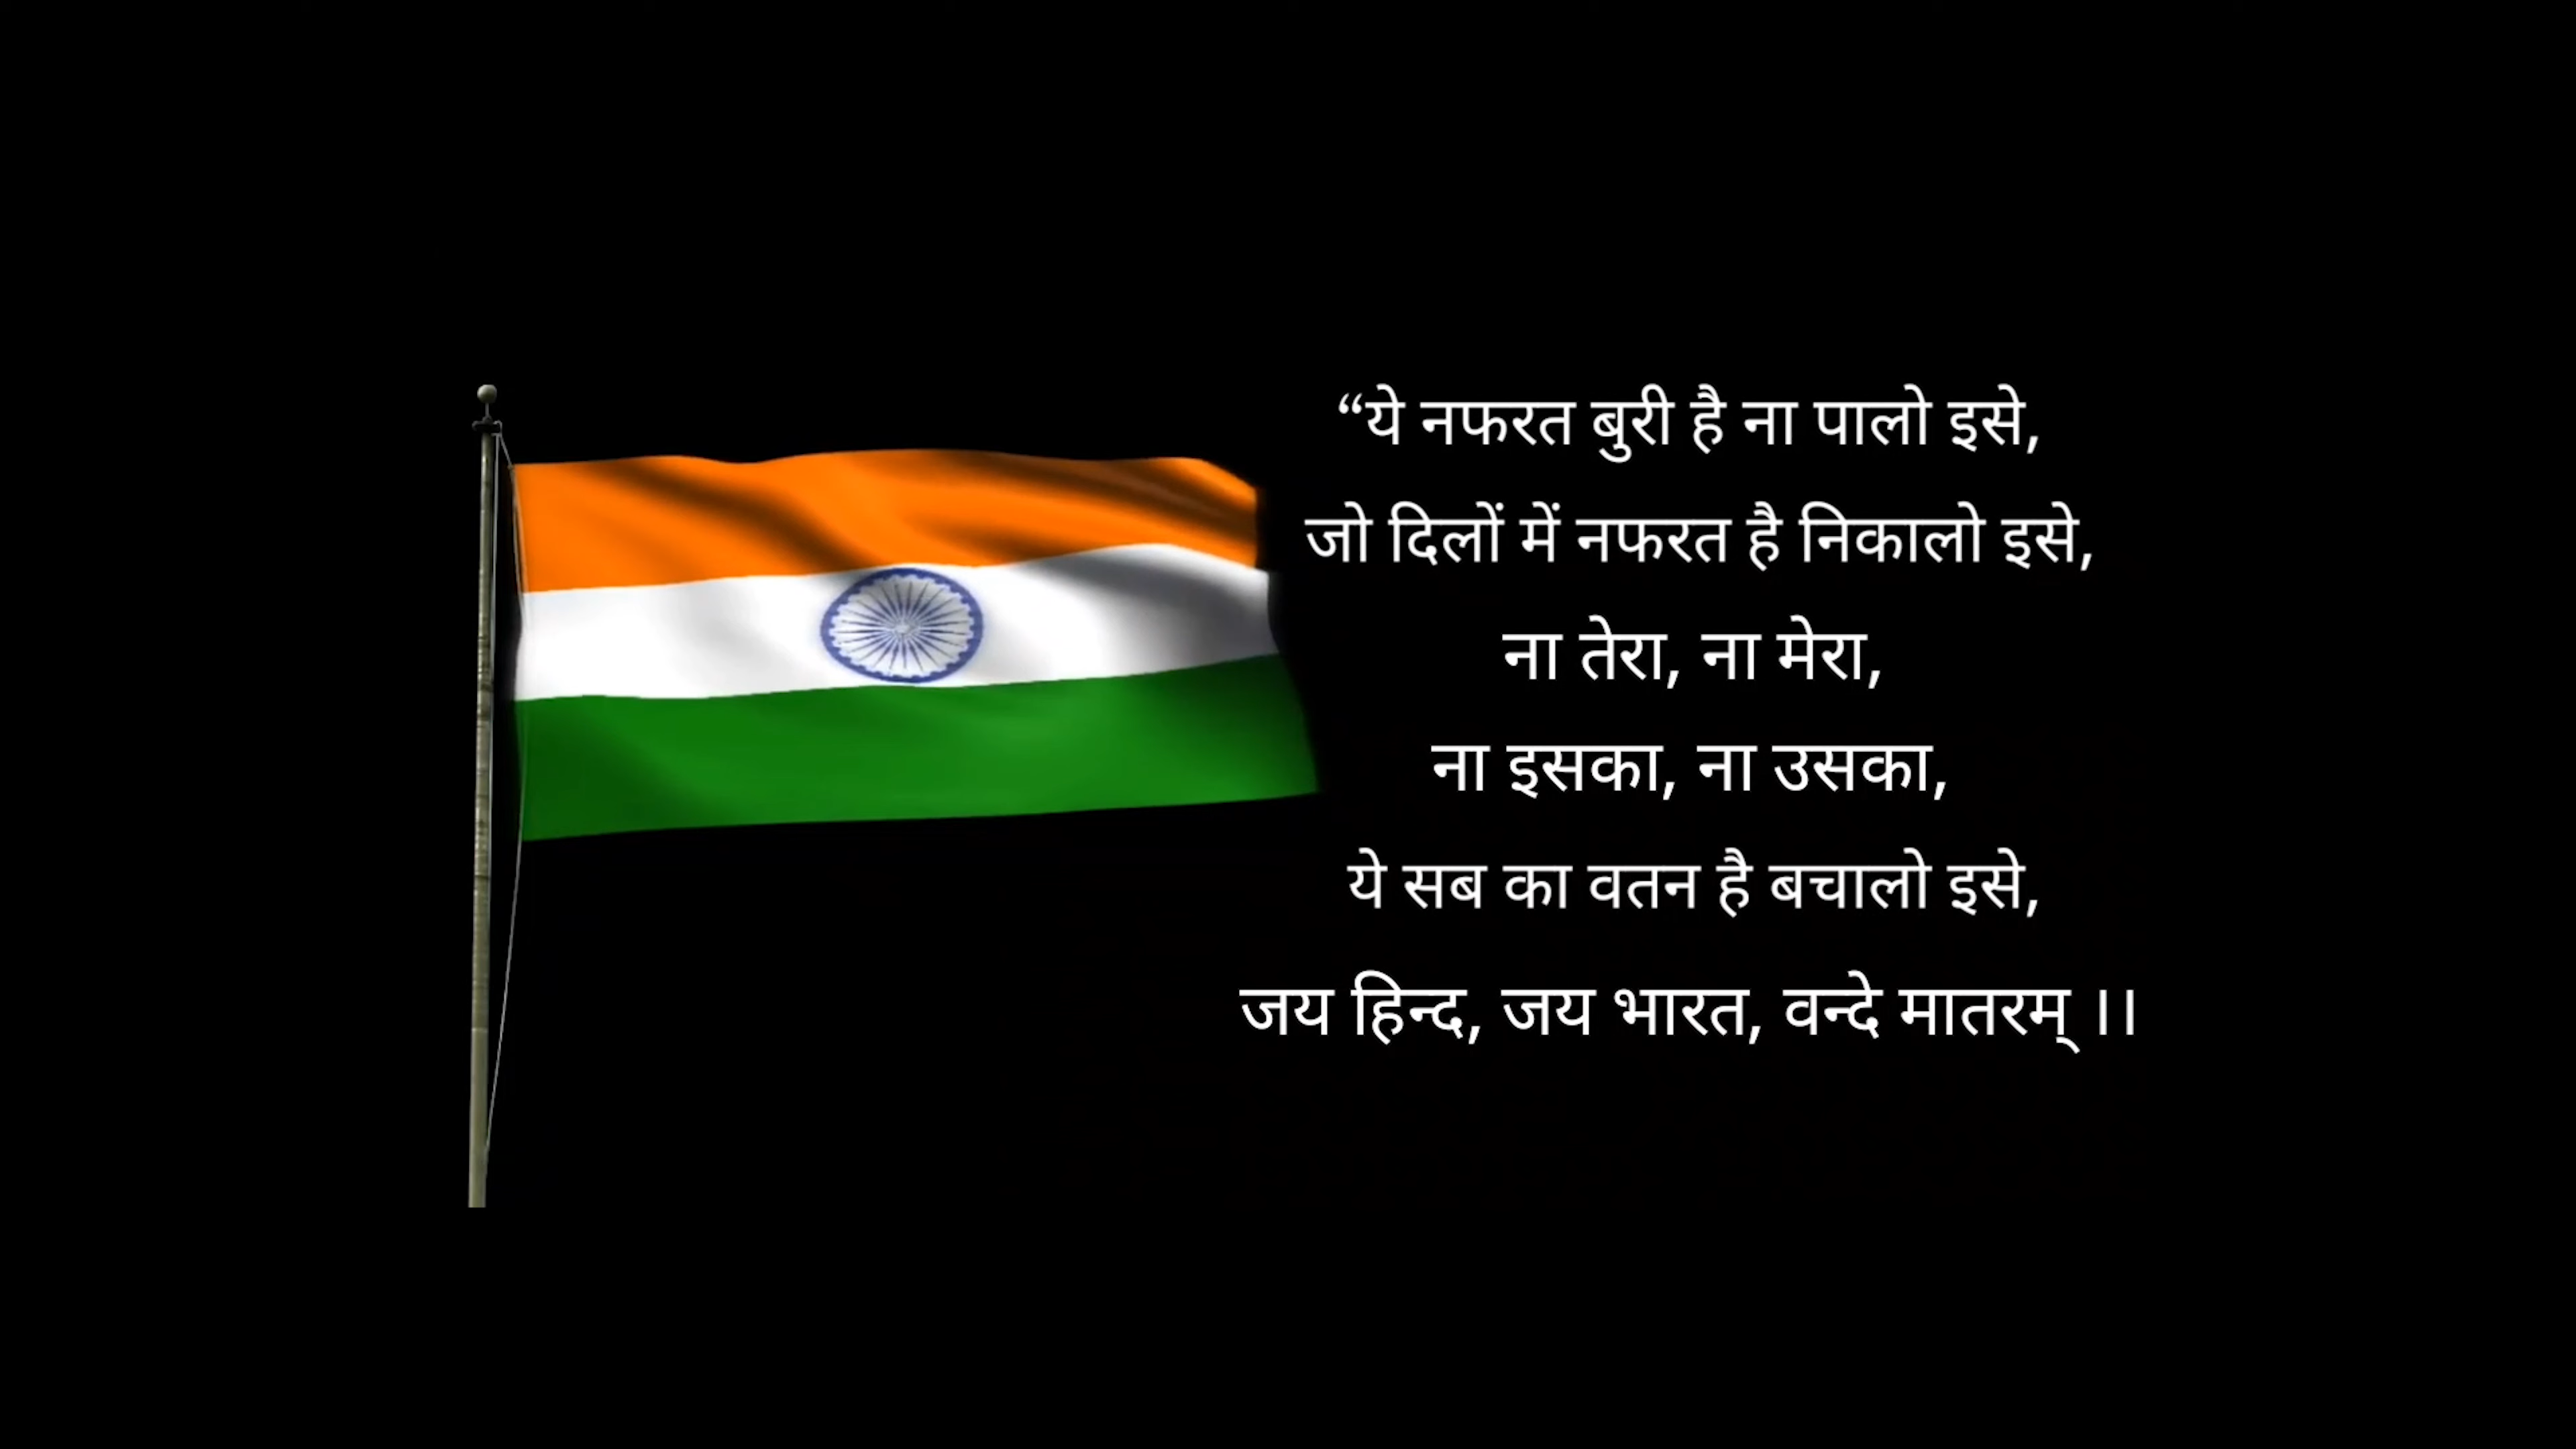 “ये नफरत बुरी है ना पालो इसे,
जो दिलों में नफरत है निकालो इसे,
ना तेरा, ना मेरा,
ना इसका, ना उसका,
ये सब का वतन है बचालो इसे,
जय हिन्द, जय भारत, वन्दे मातरम् ।।